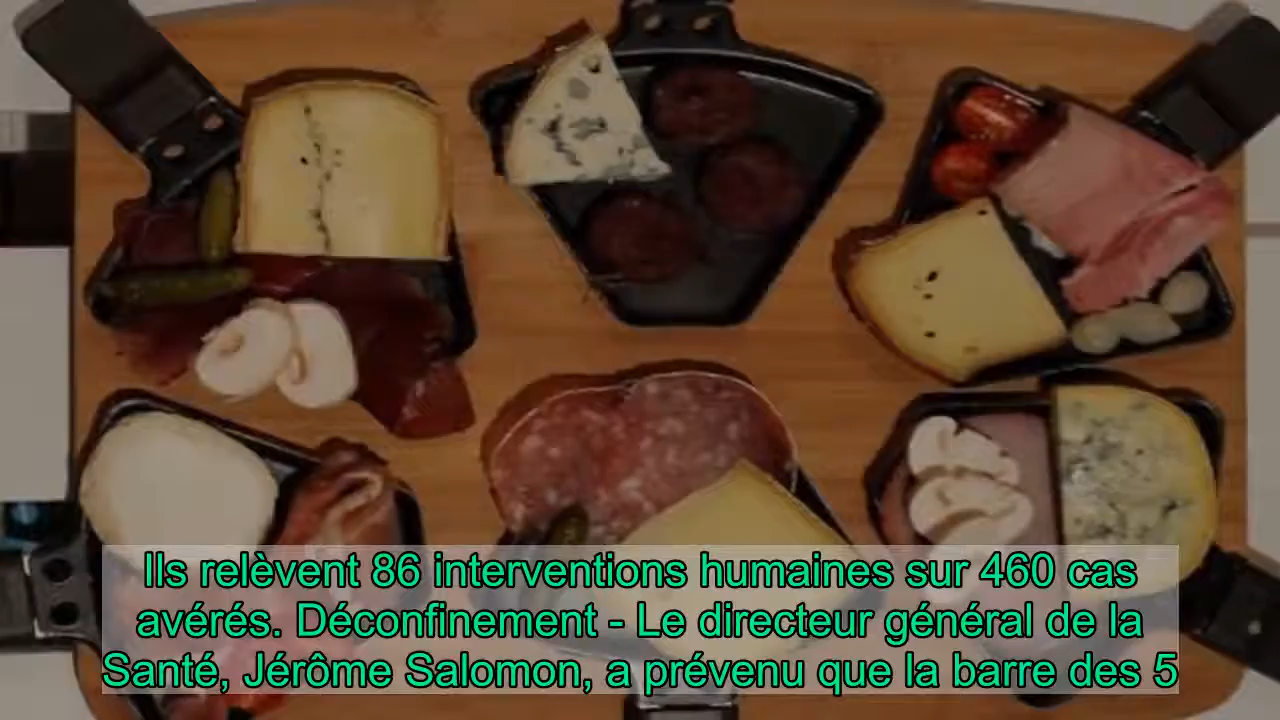 Ils relèvent 86 interventions humaines sur 460 cas
avérés. Déconfinement - Le directeur général de la
Santé, Jérôme Salomon, a prévenu que la barre des 5